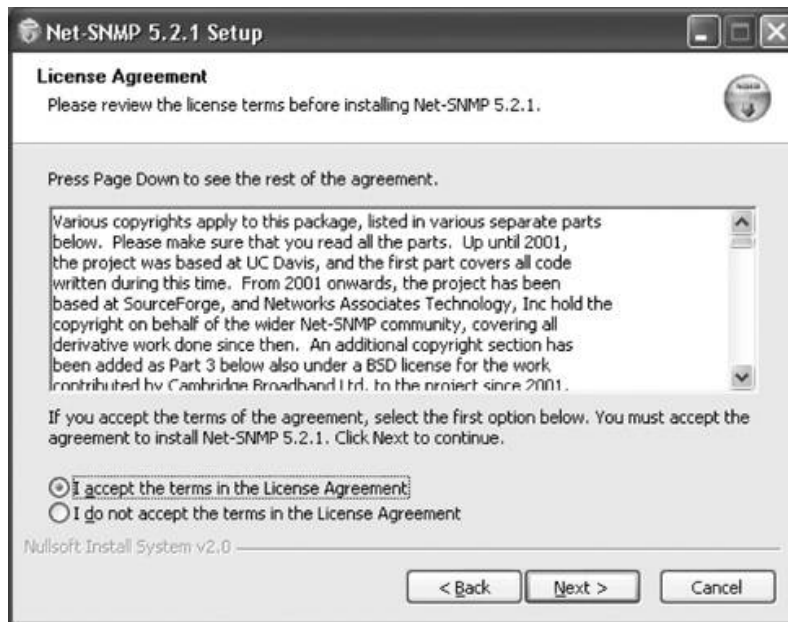 Net-SNMP 5.2.1 Setup
License Agreement
Please review the license terms before installing Net-SNMP 5.2.1.
Press Page Down to see the rest of the agreement.
Various copyrights apply to this package, listed in various separate parts
below. Please make sure that you read all the parts. Up until 2001,
the project was based at UC Davis, and the first part covers all code
written during this time. From 2001 onwards, the project has been
based at SourceForge, and Networks Associates Technology, Inc hold the
copyright on behalf of the wider Net-SNMP community, covering all
derivative work done since then. An additional copyright section has
been added as Part 3 below also under a BSD license for the work
contributed by Cambridge Broadband Ltd. to the project since 2001.
If you accept the terms of the agreement, select the first option below. You must accept the
agreement to install Net-SNMP 5.2.1. Click Next to continue.
I accept the terms in the License Agreement
I do not accept the terms in the License Agreement
Nullsoft Install System v2.0
< Back Next > Cancel